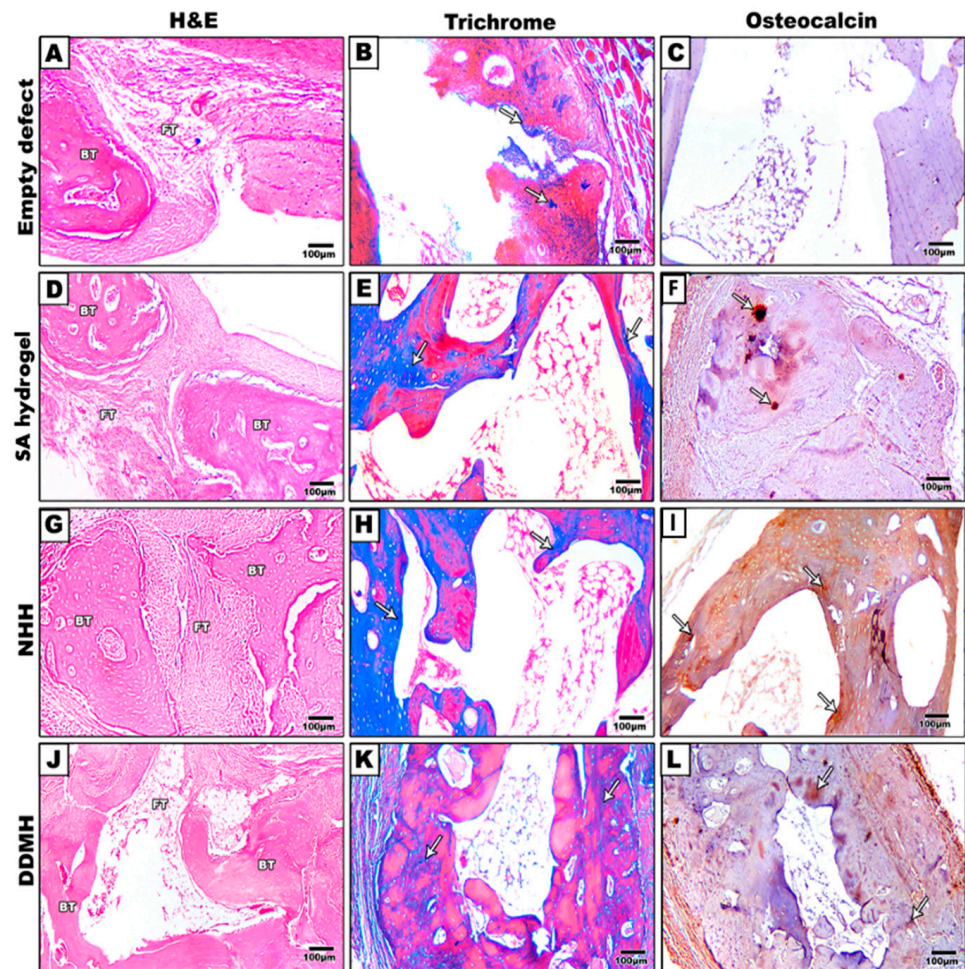 H&E Trichrome Osteocalcin
Empty defect
A FT BT 100µm
B 100µm
C 100µm
SA hydrogel
D BT FT BT 100µm
E 100µm
F 100µm
NHH
G BT BT FT 100µm
H 100µm
I 100µm
DDMH
J FT BT BT 100µm
K 100µm
L 100µm